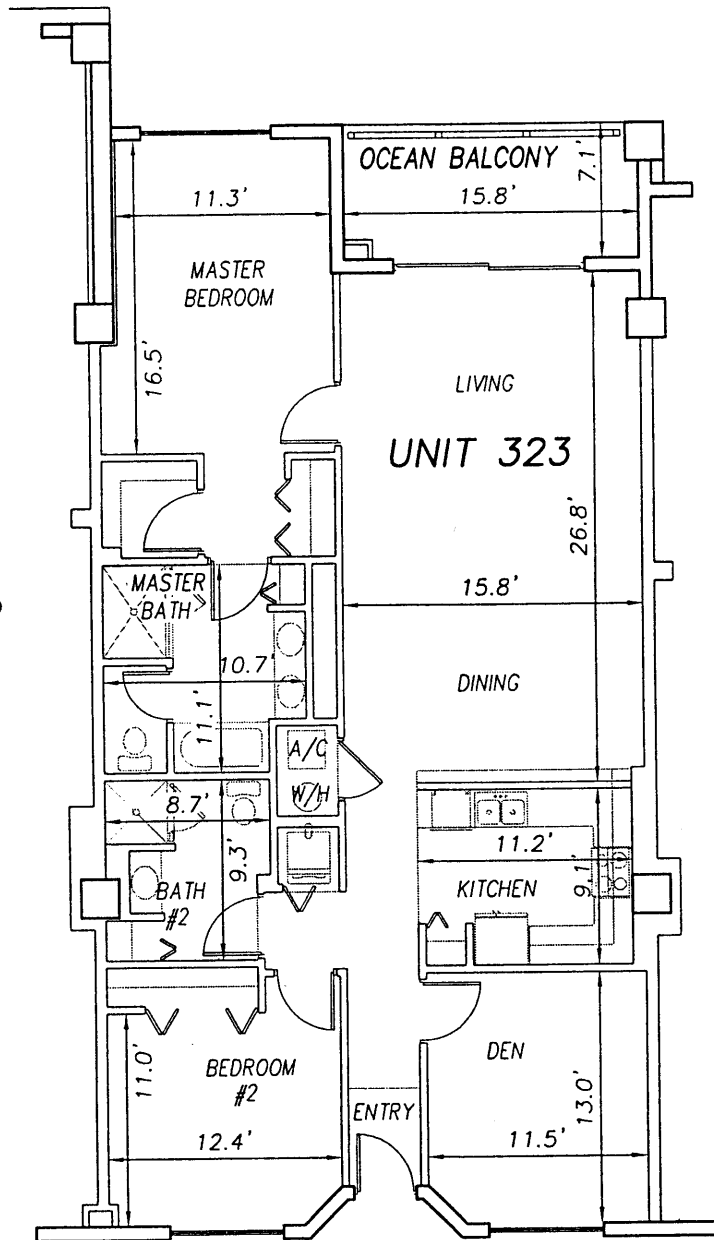 OCEAN BALCONY
7.1'
15.8'
11.3'
MASTER
BEDROOM
16.5'
LIVING
UNIT 323
26.8'
15.8'
MASTER
BATH
10.7'
11.1'
DINING
A/C
W/H
8.7'
9.3'
BATH
#2
11.2'
KITCHEN
9.1'
BEDROOM
#2
11.0'
12.4'
ENTRY
DEN
13.0'
11.5'